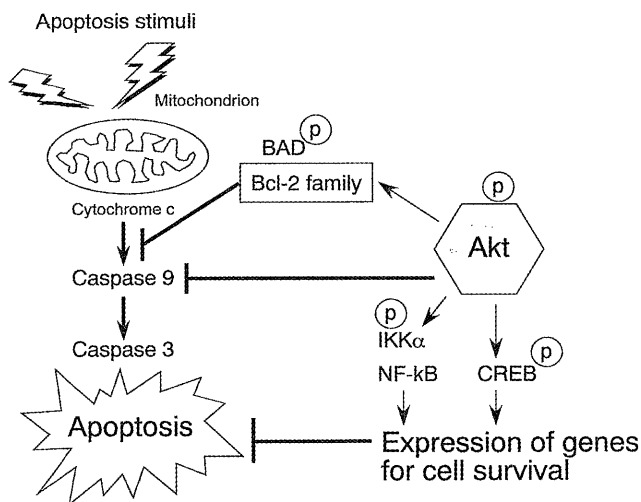 Apoptosis stimuli
Mitochondrion
p
BAD
Bcl-2 family
p
Akt
Cytochrome c
Caspase 9
p
IKKα
Caspase 3
p
NF-kB
CREB
Apoptosis
Expression of genes
for cell survival